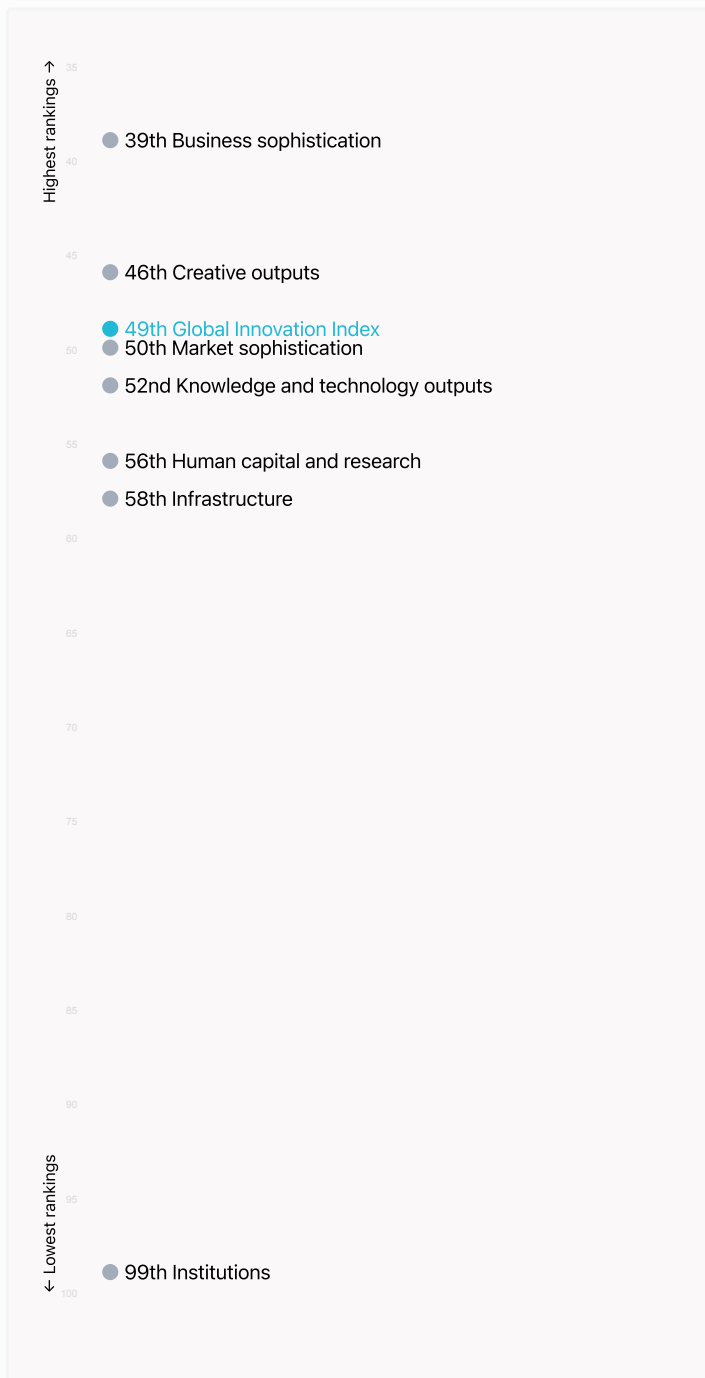 Highest rankings →
35
39th Business sophistication
40
45
46th Creative outputs
49th Global Innovation Index
50th Market sophistication
50
52nd Knowledge and technology outputs
55
56th Human capital and research
58th Infrastructure
60
65
70
75
80
85
90
← Lowest rankings
95
99th Institutions
100